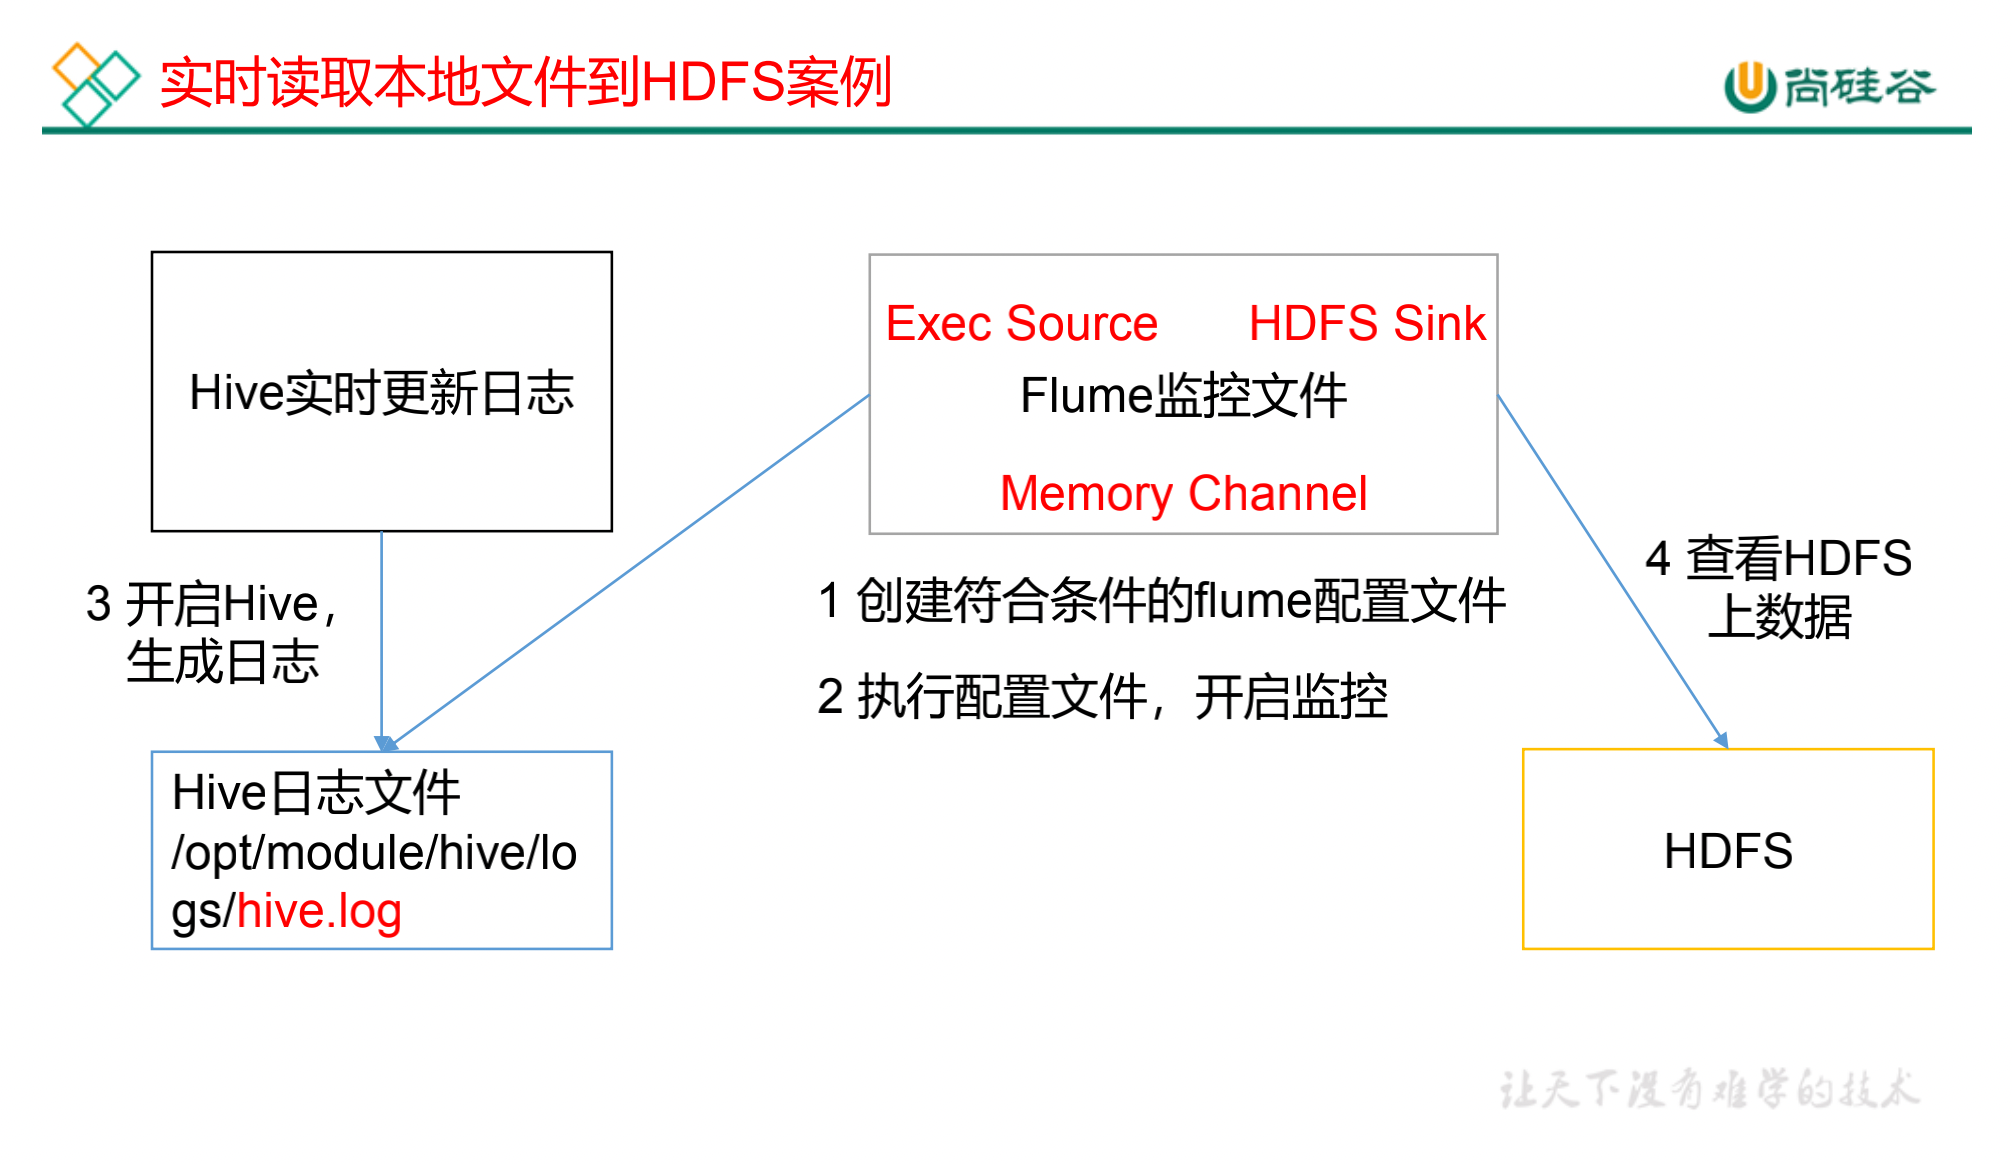 实时读取本地文件到HDFS案例
尚硅谷
Hive实时更新日志
Exec Source
HDFS Sink
Flume监控文件
Memory Channel
3 开启Hive,
生成日志
1 创建符合条件的flume配置文件
2 执行配置文件，开启监控
4 查看HDFS
上数据
Hive日志文件
/opt/module/hive/lo
gs/hive.log
HDFS
让天下没有难学的技术